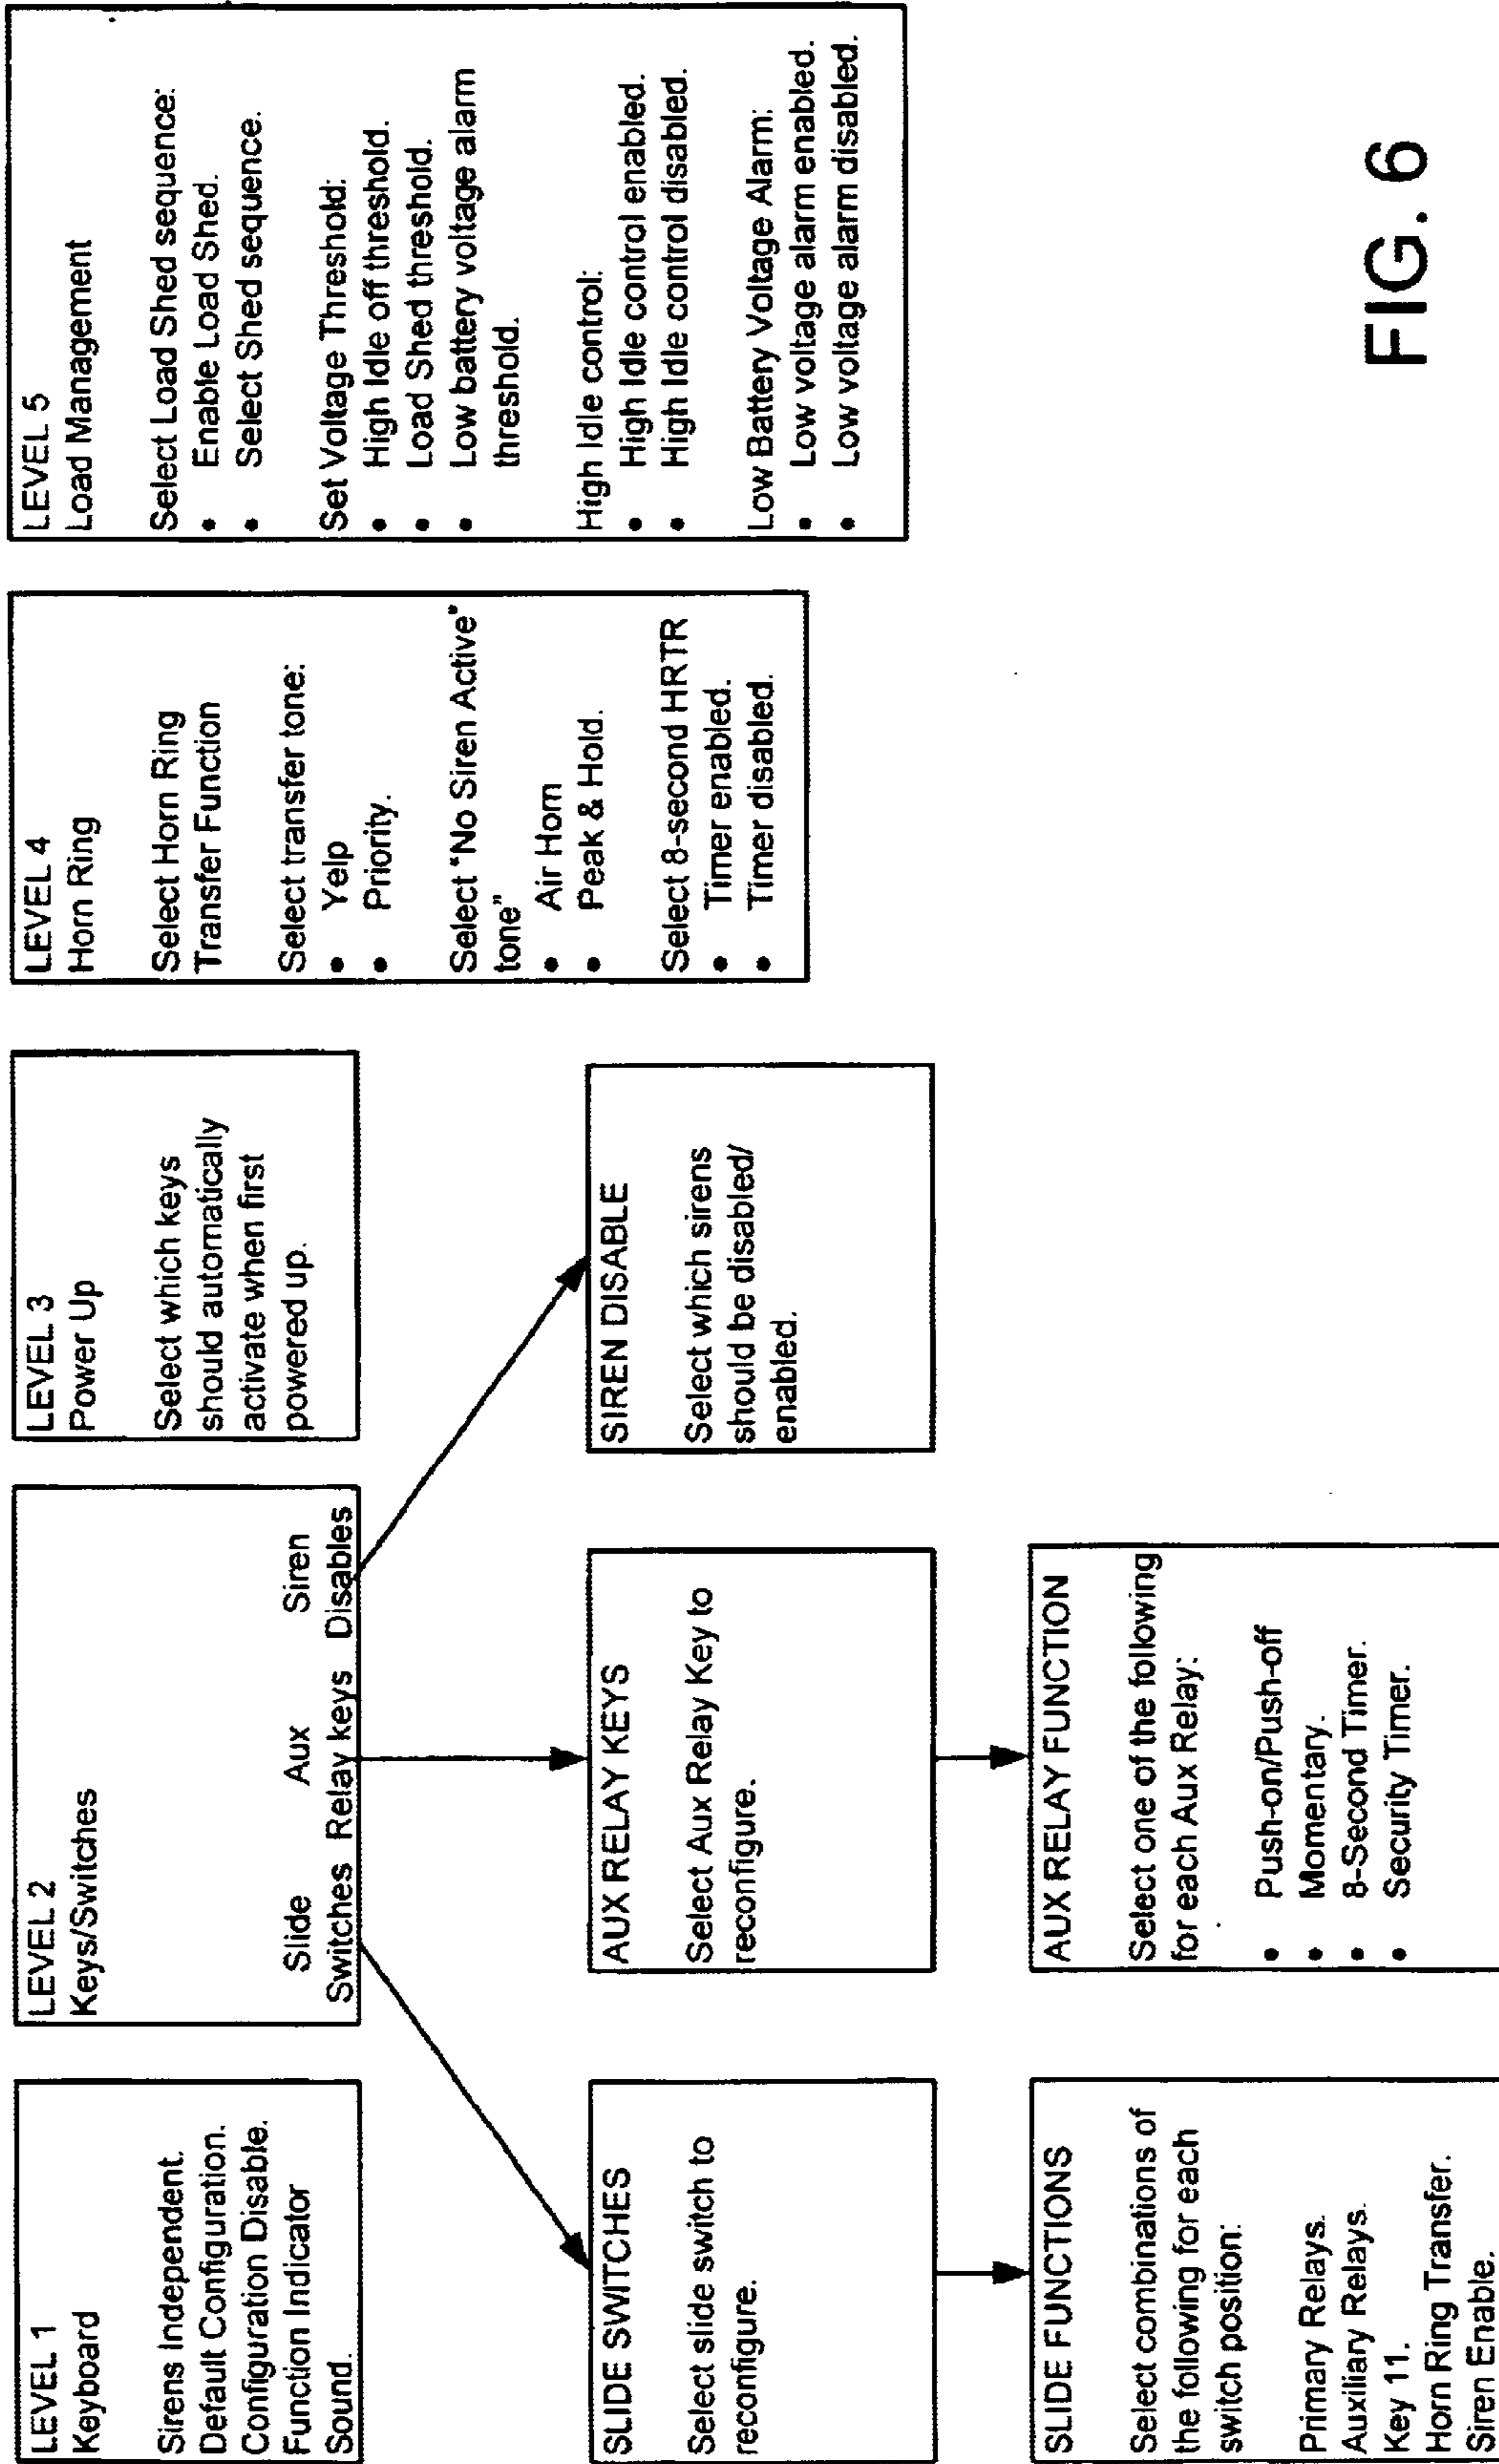 LEVEL 1
Keyboard
Sirens Independent.
Default Configuration.
Configuration Disable.
Function Indicator
Sound.
LEVEL 2
Keys/Switches
Slide Aux Siren
Switches Relay keys Disables
LEVEL 3
Power Up
Select which keys
should automatically
activate when first
powered up.
LEVEL 4
Horn Ring
Select Horn Ring
Transfer Function
Select transfer tone:
• Yelp
• Priority.
Select "No Siren Active"
tone"
• Air Horn
• Peak & Hold.
Select 8-second HRTR
• Timer enabled.
• Timer disabled.
LEVEL 5
Load Management
Select Load Shed sequence:
• Enable Load Shed.
• Select Shed sequence.
Set Voltage Threshold:
• High Idle off threshold.
• Load Shed threshold.
• Low battery voltage alarm
threshold.
High Idle control:
• High Idle control enabled.
• High Idle control disabled.
Low Battery Voltage Alarm:
• Low voltage alarm enabled.
• Low voltage alarm disabled.
SLIDE SWITCHES
Select slide switch to
reconfigure.
AUX RELAY KEYS
Select Aux Relay Key to
reconfigure.
SIREN DISABLE
Select which sirens
should be disabled/
enabled.
SLIDE FUNCTIONS
Select combinations of
the following for each
switch position:
Primary Relays.
Auxiliary Relays.
Key 11.
Horn Ring Transfer.
Siren Enable.
AUX RELAY FUNCTION
Select one of the following
for each Aux Relay:
• Push-on/Push-off
• Momentary.
• 8-Second Timer.
• Security Timer.
FIG. 6